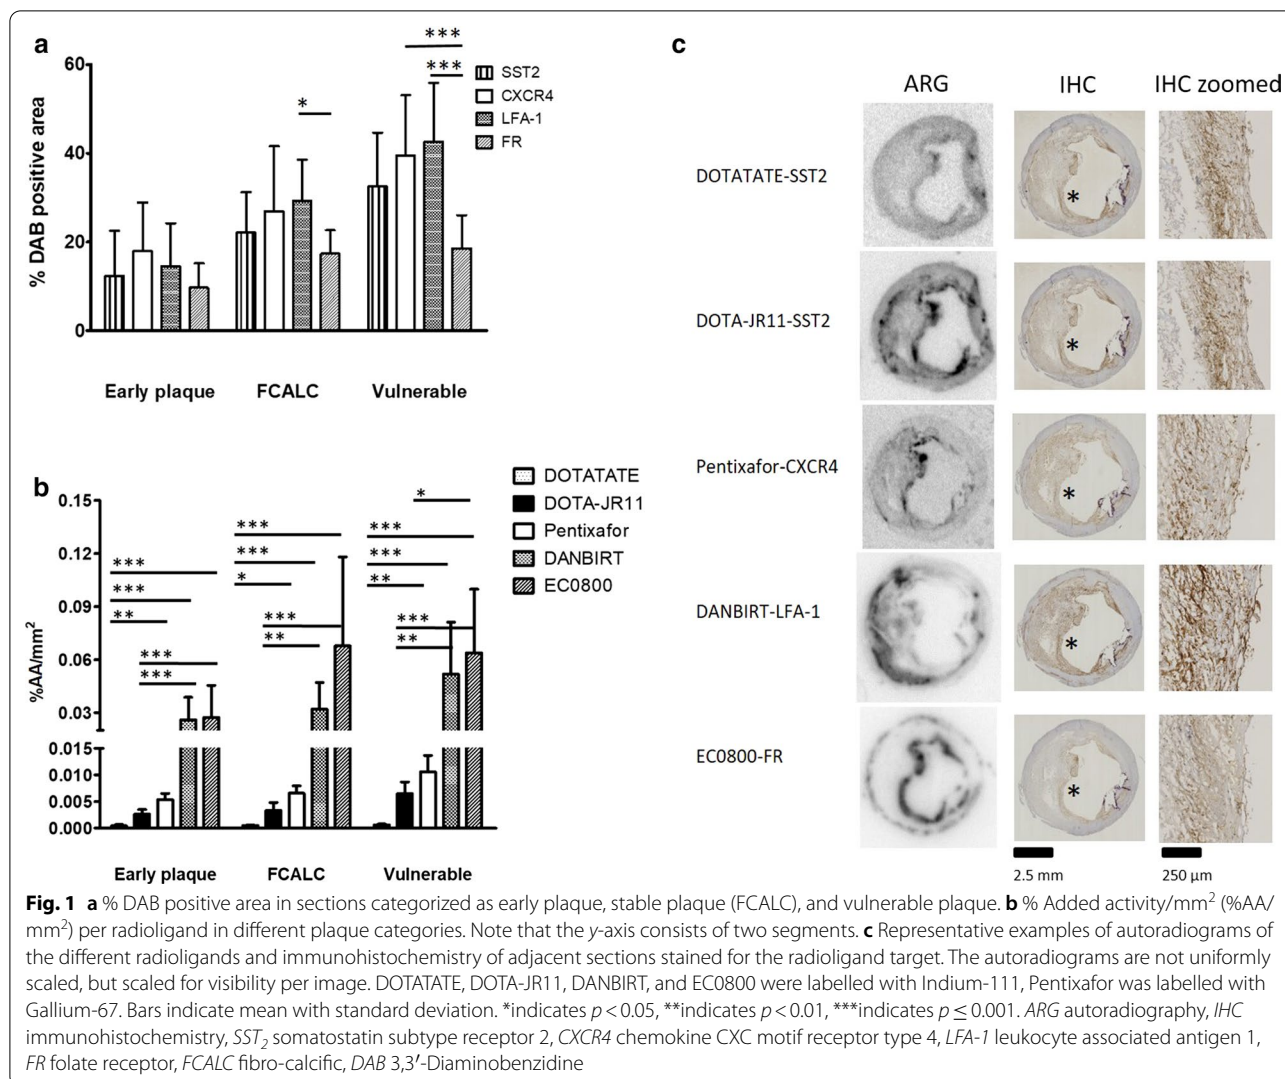 a
***
***
*
60
40
20
0
% DAB positive area
SST2
CXCR4
LFA-1
FR
Early plaque FCALC Vulnerable
b
DOTATATE
DOTA-JR11
Pentixafor
DANBIRT
EC0800
*
***
***
**
***
***
***
***
*
***
**
***
***
**
***
**
0.15
0.12
0.09
0.06
0.03
0.015
0.010
0.005
0.000
%AA/mm²
Early plaque FCALC Vulnerable
c
ARG IHC IHC zoomed
DOTATATE-SST2
*
DOTA-JR11-SST2
*
Pentixafor-CXCR4
*
DANBIRT-LFA-1
*
EC0800-FR
*
2.5 mm 250 µm
Fig. 1 a % DAB positive area in sections categorized as early plaque, stable plaque (FCALC), and vulnerable plaque. b % Added activity/mm² (%AA/
mm²) per radioligand in different plaque categories. Note that the y-axis consists of two segments. c Representative examples of autoradiograms of
the different radioligands and immunohistochemistry of adjacent sections stained for the radioligand target. The autoradiograms are not uniformly
scaled, but scaled for visibility per image. DOTATATE, DOTA-JR11, DANBIRT, and EC0800 were labelled with Indium-111, Pentixafor was labelled with
Gallium-67. Bars indicate mean with standard deviation. *indicates p < 0.05, **indicates p < 0.01, ***indicates p ≤ 0.001. ARG autoradiography, IHC
immunohistochemistry, SST₂ somatostatin subtype receptor 2, CXCR4 chemokine CXC motif receptor type 4, LFA-1 leukocyte associated antigen 1,
FR folate receptor, FCALC fibro-calcific, DAB 3,3′-Diaminobenzidine